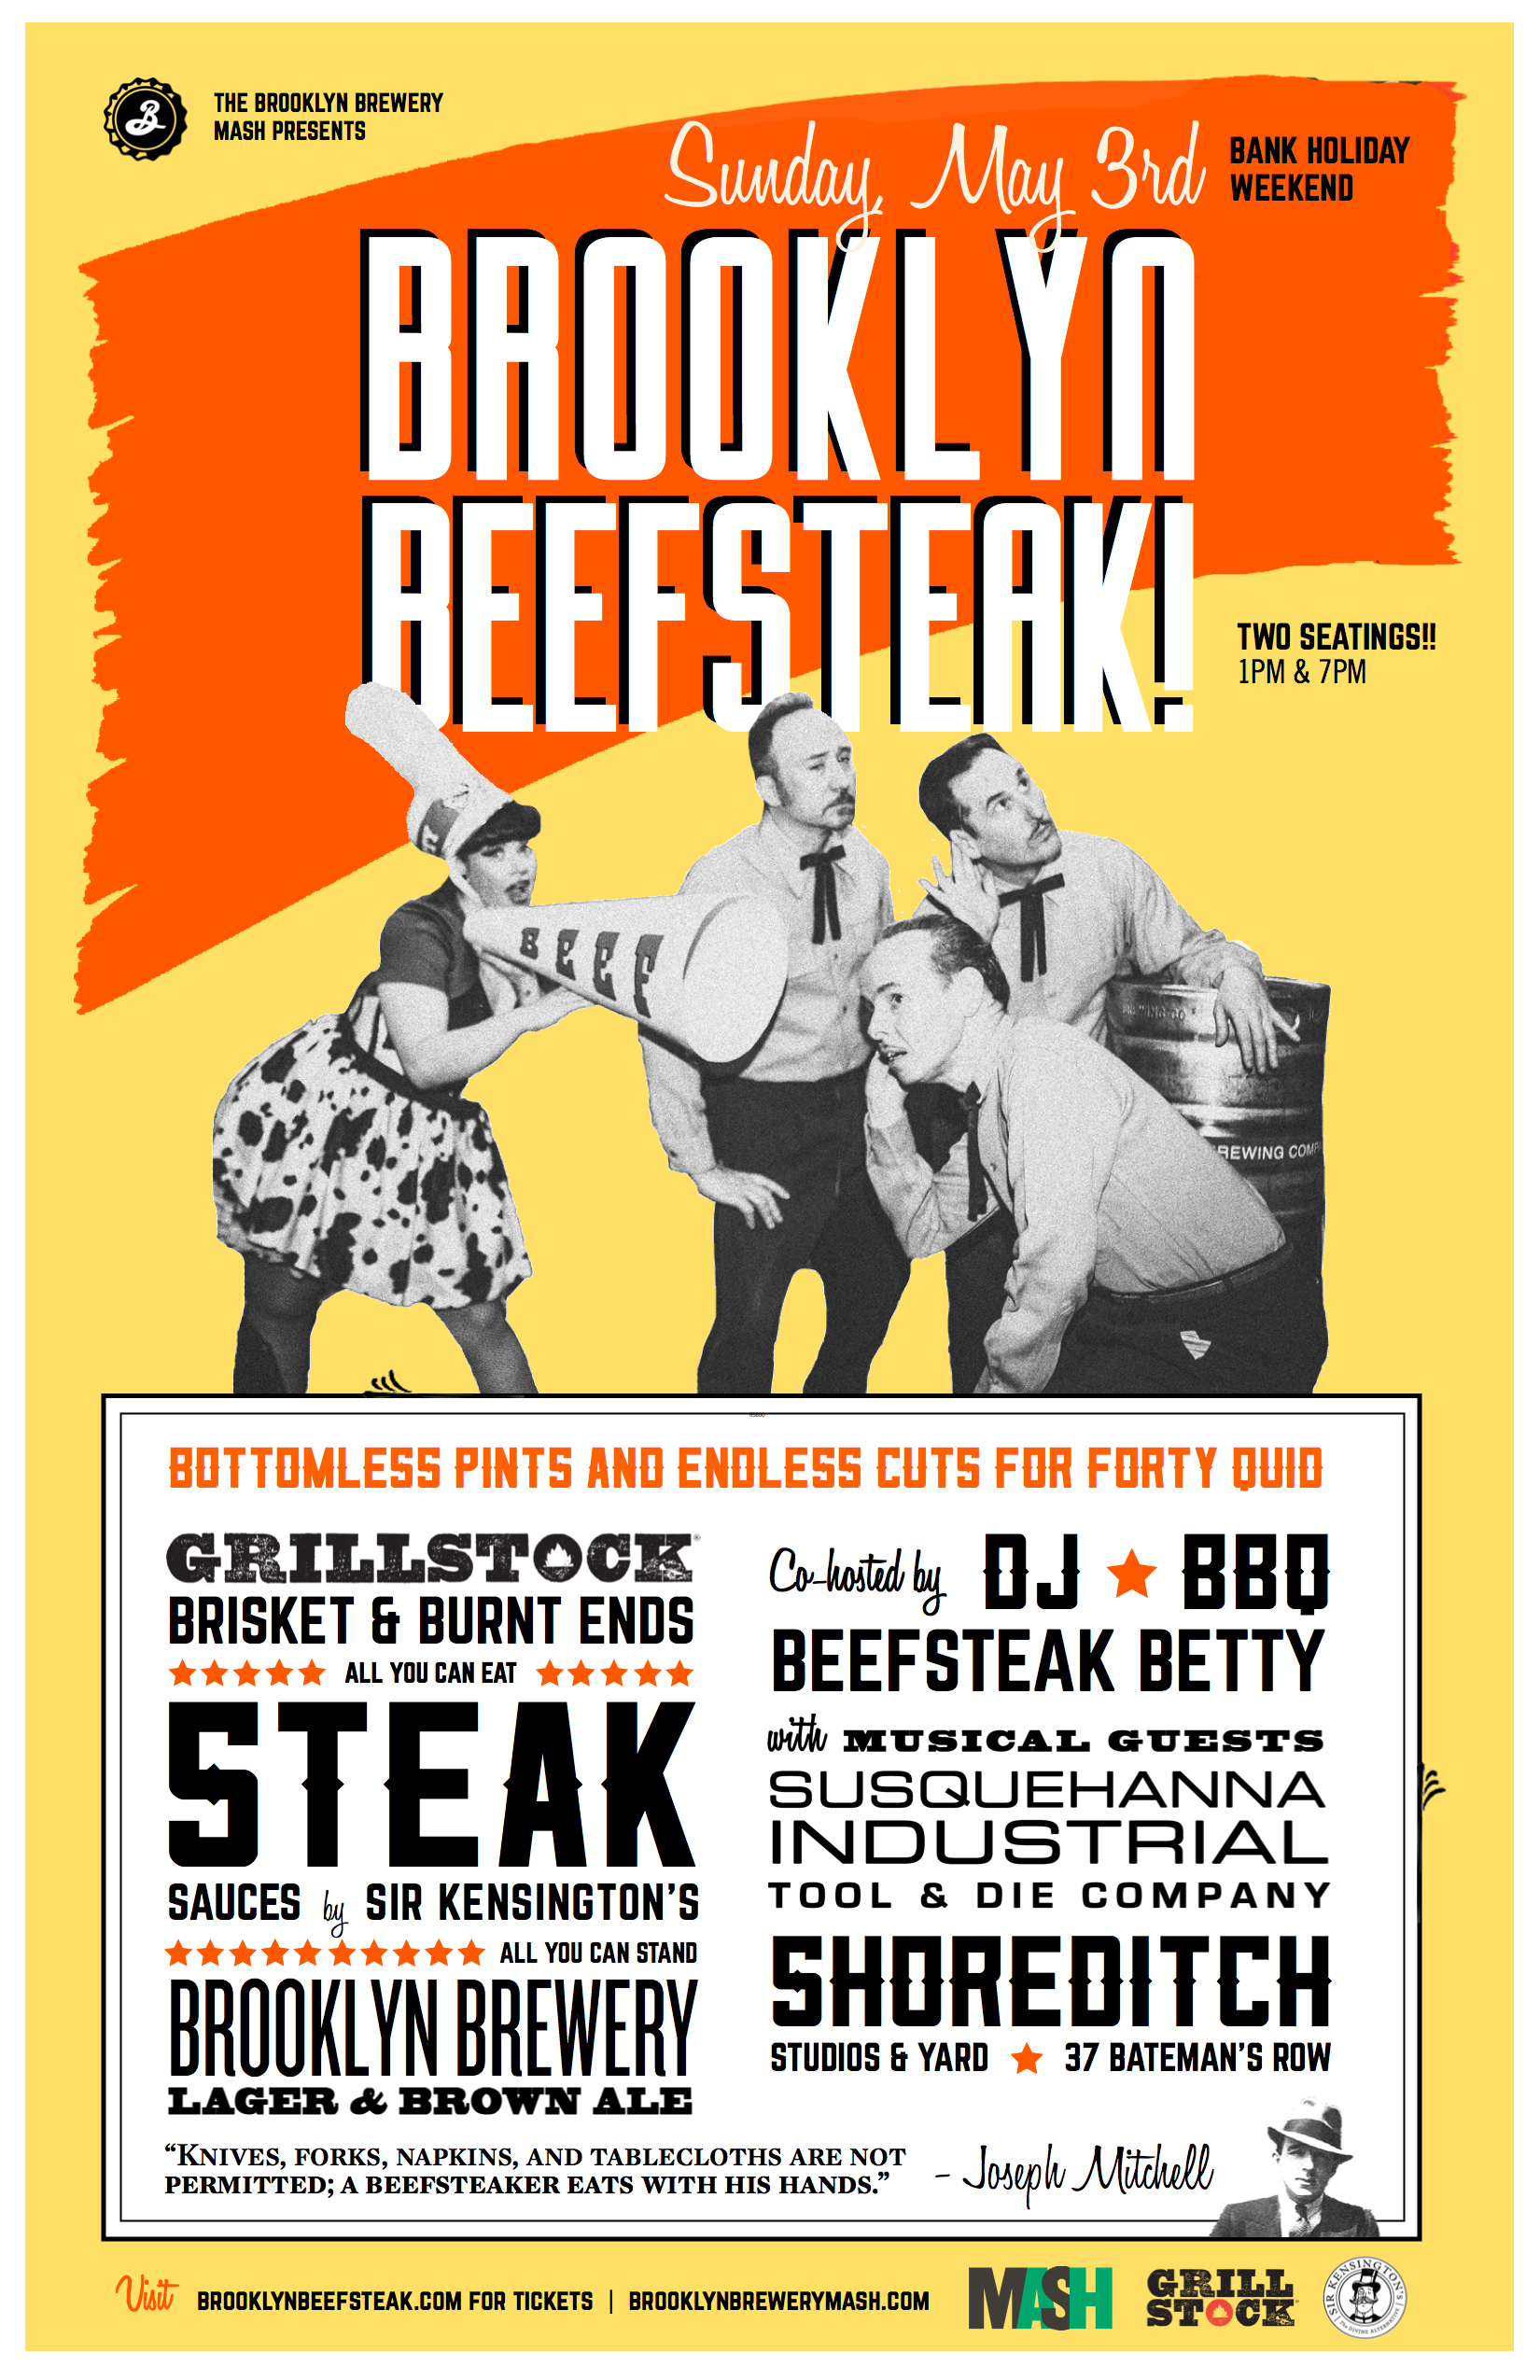 THE BROOKLYN BREWERY
MASH PRESENTS
Sunday, May 3rd
BANK HOLIDAY
WEEKEND
BROOKLYN
BEEFSTEAK!
TWO SEATINGS!!
1PM & 7PM
BEEF
REWING COMP
BOTTOMLESS PINTS AND ENDLESS CUTS FOR FORTY QUID
GRILLSTOCK
BRISKET & BURNT ENDS
ALL YOU CAN EAT
STEAK
SAUCES by SIR KENSINGTON'S
ALL YOU CAN STAND
BROOKLYN BREWERY
LAGER & BROWN ALE
Co-hosted by DJ ★ BBQ
BEEFSTEAK BETTY
with MUSICAL GUESTS
SUSQUEHANNA
INDUSTRIAL
TOOL & DIE COMPANY
SHOREDITCH
STUDIOS & YARD ★ 37 BATEMAN'S ROW
“KNIVES, FORKS, NAPKINS, AND TABLECLOTHS ARE NOT
PERMITTED; A BEEFSTEAKER EATS WITH HIS HANDS.”
- Joseph Mitchell
Visit BROOKLYNBEEFSTEAK.COM FOR TICKETS | BROOKLYNBREWERYMASH.COM
MASH
GRILL
STOCK
SIR KENSINGTON'S
THE DIVINE ALTERNATIVE